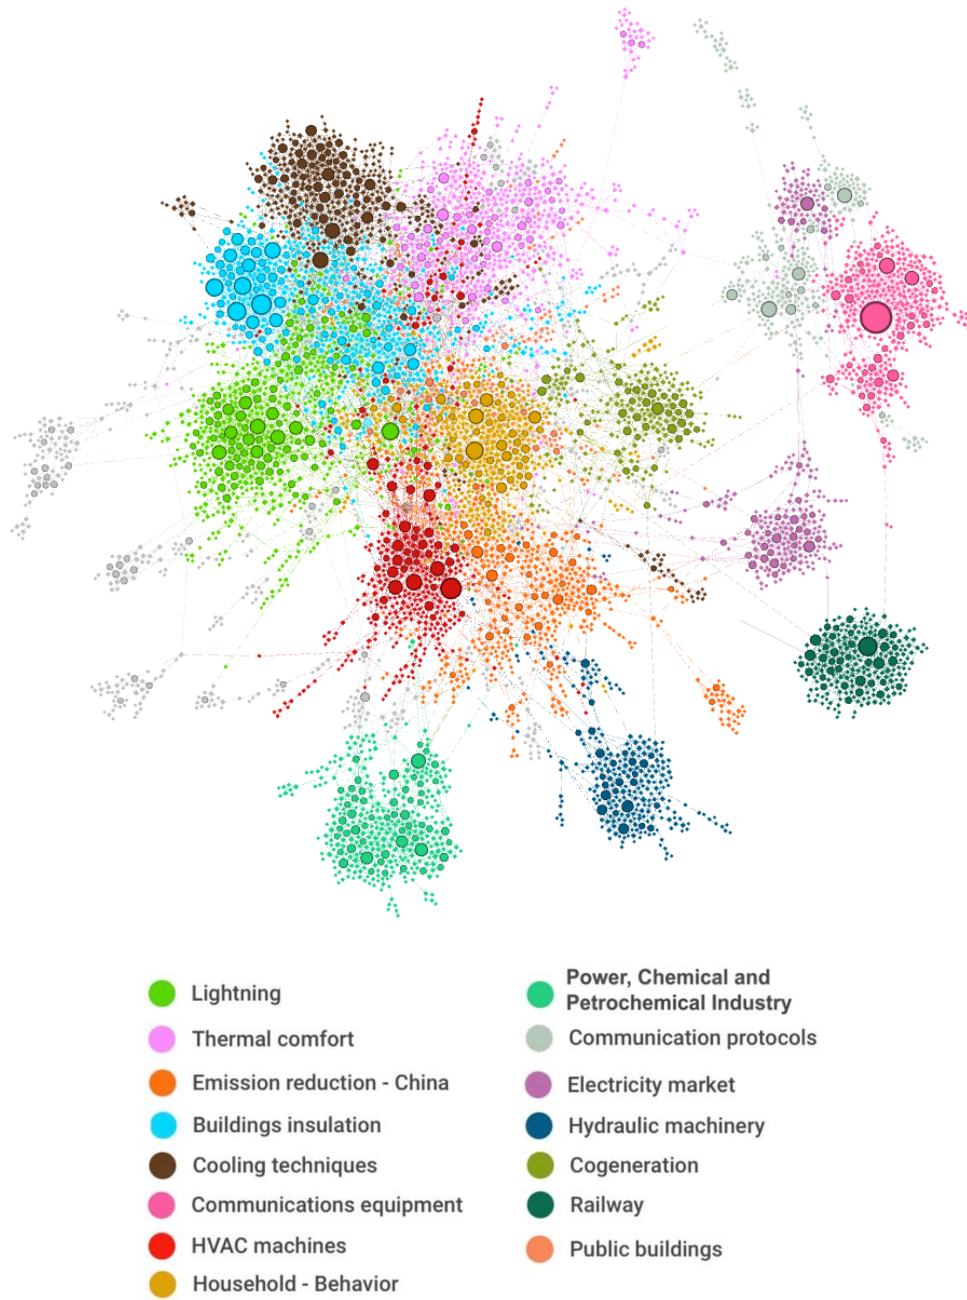 Lightning
Thermal comfort
Emission reduction - China
Buildings insulation
Cooling techniques
Communications equipment
HVAC machines
Household - Behavior
Power, Chemical and
Petrochemical Industry
Communication protocols
Electricity market
Hydraulic machinery
Cogeneration
Railway
Public buildings